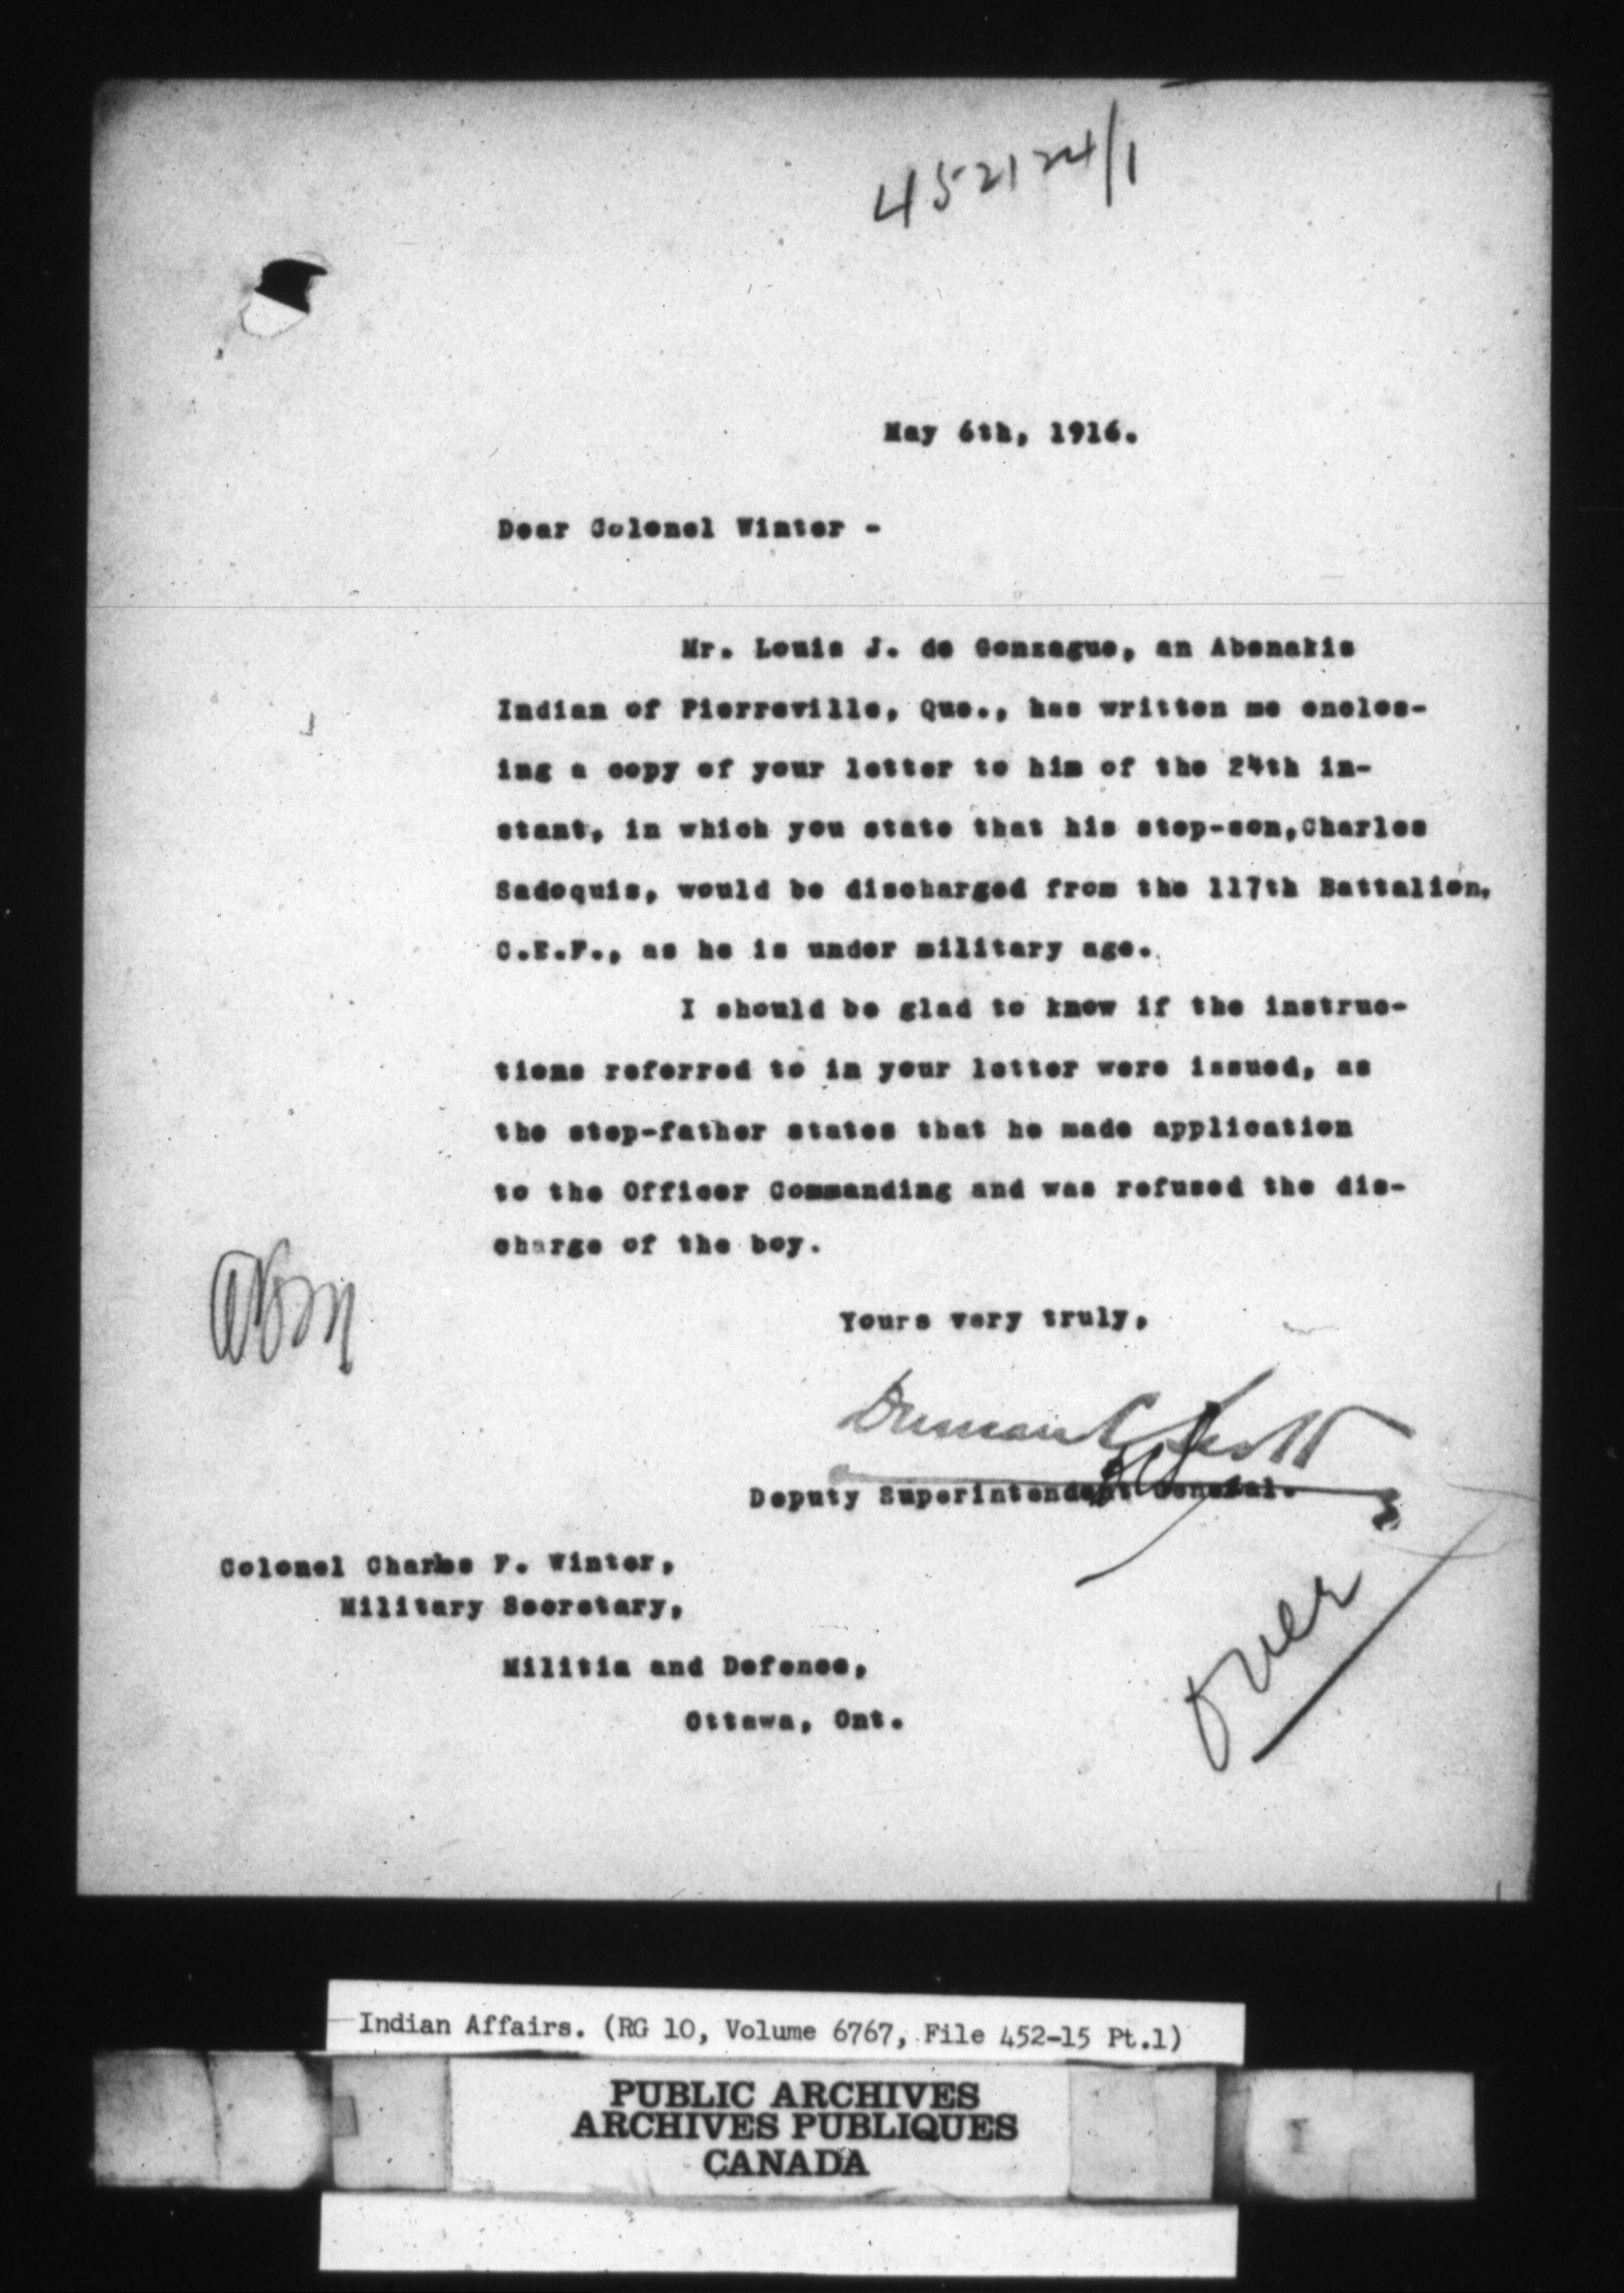 452124/1
May 6th, 1916.
Dear Colonel Winter -
Mr. Louis J. de Gonzague, an Abenakis
Indian of Pierreville, Que., has written me enclos-
ing a copy of your letter to him of the 24th in-
stant, in which you state that his step-son,Charles
Sadoquis, would be discharged from the 117th Battalion,
C.E.F., as he is under military age.
I should be glad to know if the instruc-
tions referred to in your letter were issued, as
the step-father states that he made application
to the Officer Commanding and was refused the dis-
charge of the boy.
Yours very truly,
Duncan C Scott
Deputy Superintendent General.
Colonel Charles F. Winter,
Military Secretary,
Militia and Defence,
Ottawa, Ont.
over
Indian Affairs. (RG 10, Volume 6767, File 452-15 Pt.1)
PUBLIC ARCHIVES
ARCHIVES PUBLIQUES
CANADA